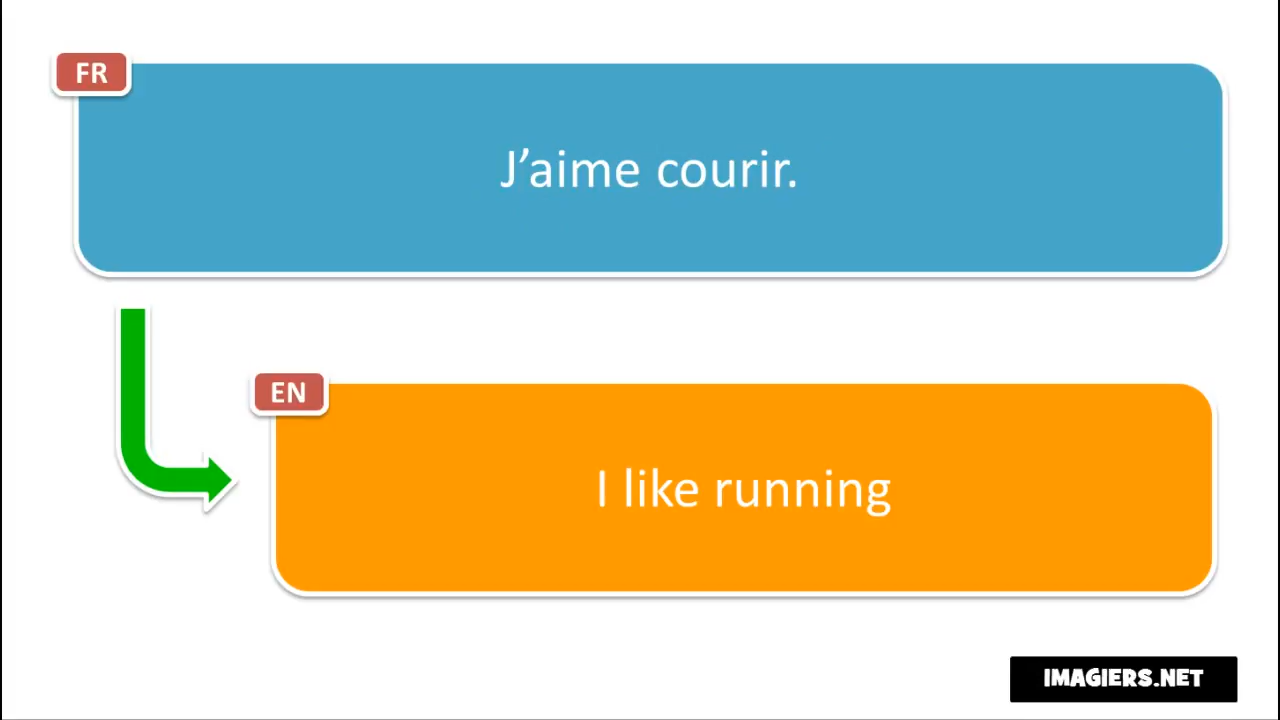 FR
J’aime courir.
EN
I like running
IMAGIERS.NET